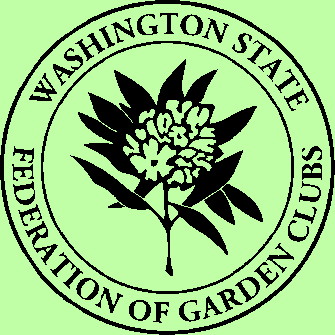 WASHINGTON STATE
FEDERATION OF GARDEN CLUBS